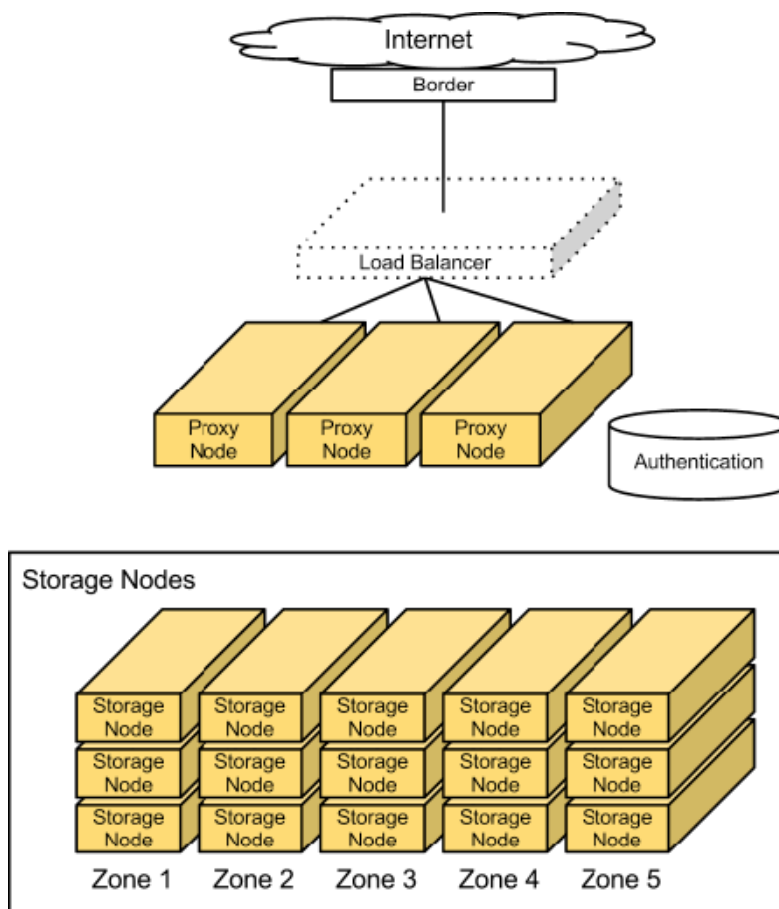 Internet
Border
Load Balancer
Proxy
Node
Proxy
Node
Proxy
Node
Authentication
Storage Nodes
Storage
Node
Storage
Node
Storage
Node
Storage
Node
Storage
Node
Storage
Node
Storage
Node
Storage
Node
Storage
Node
Storage
Node
Storage
Node
Storage
Node
Storage
Node
Storage
Node
Storage
Node
Zone 1
Zone 2
Zone 3
Zone 4
Zone 5